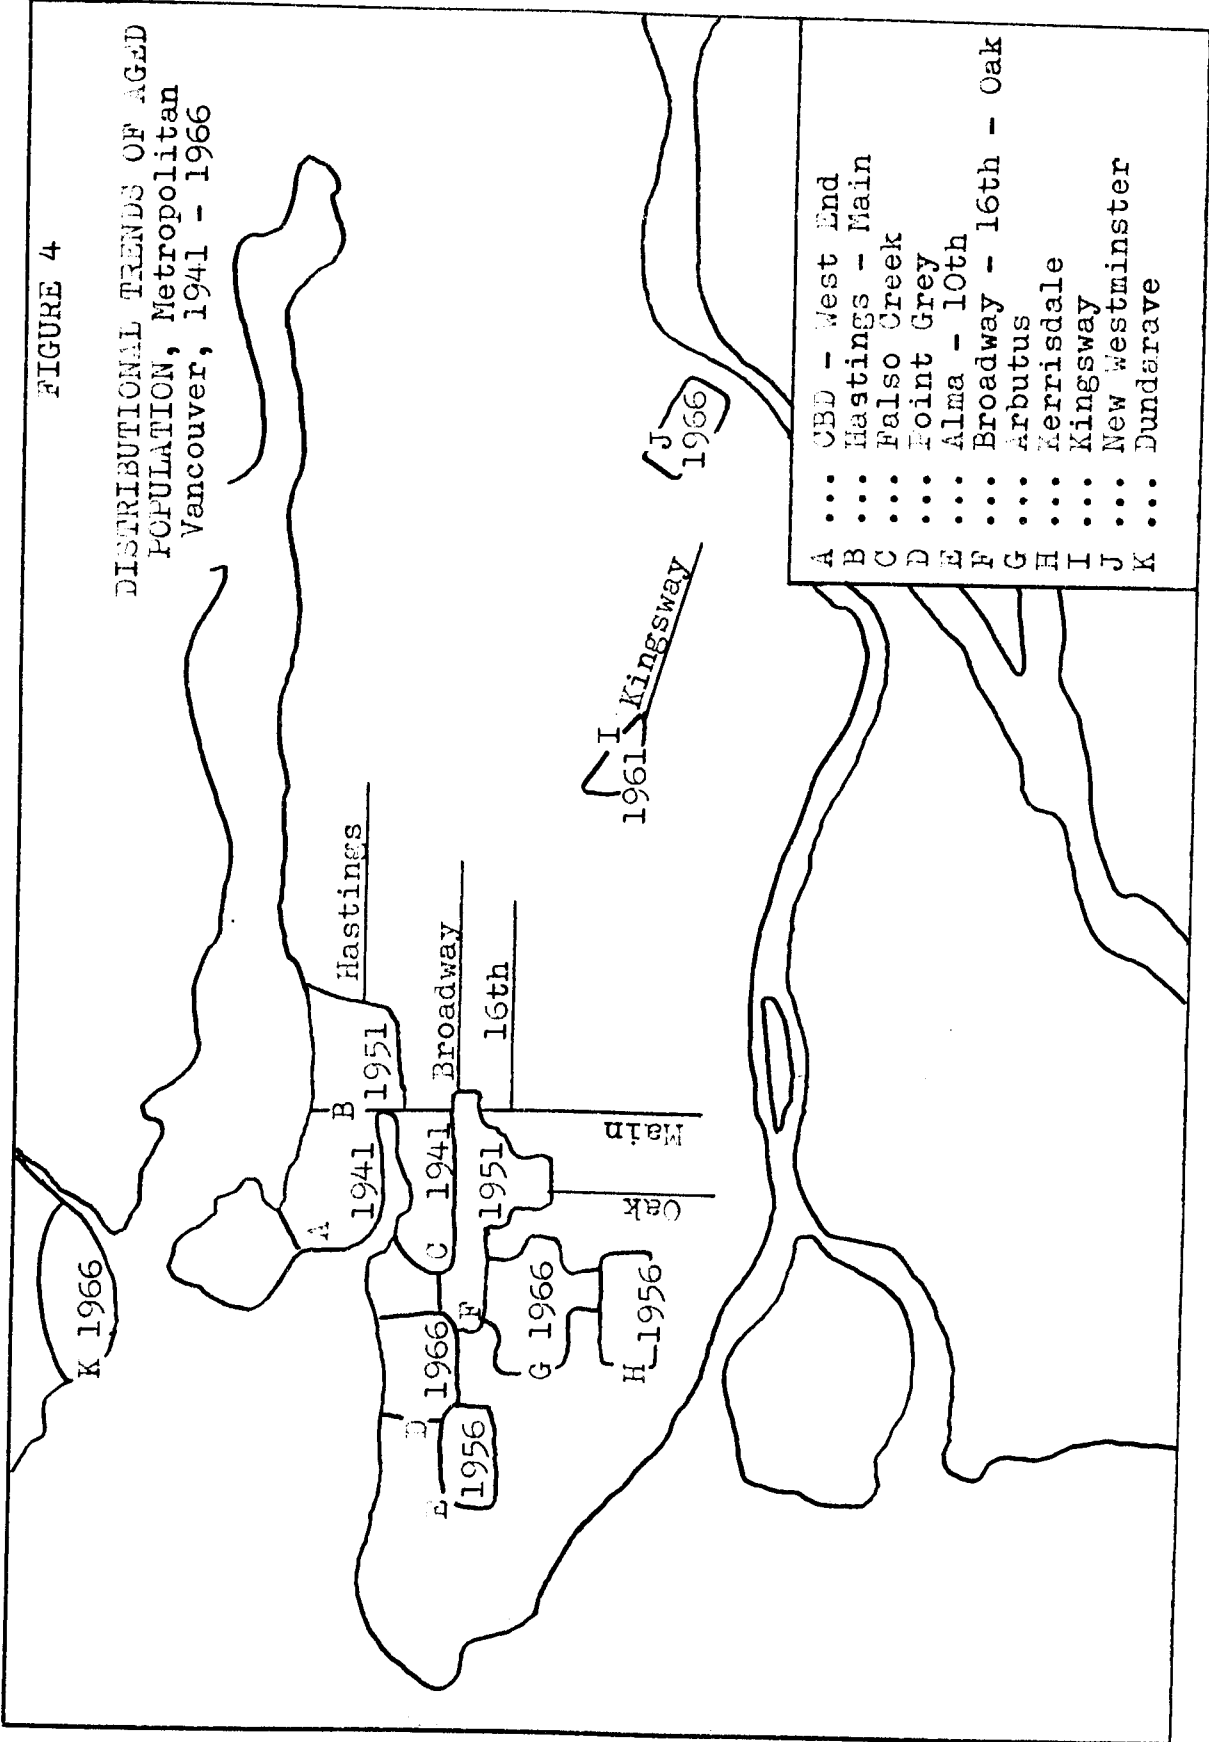 FIGURE 4
DISTRIBUTIONAL TRENDS OF AGED
POPULATION, Metropolitan
Vancouver, 1941 - 1966
K 1966
Hastings
A
B
1941
1951
Broadway
C
1941
16th
D
1966
F
1951
E
1956
G 1966
Main
Oak
H 1956
I
1961
Kingsway
J
1966
A ... CBD - West End
B ... Hastings - Main
C ... Falso Creek
D ... Point Grey
E ... Alma - 10th
F ... Broadway - 16th - Oak
G ... Arbutus
H ... Kerrisdale
I ... Kingsway
J ... New Westminster
K ... Dundarave